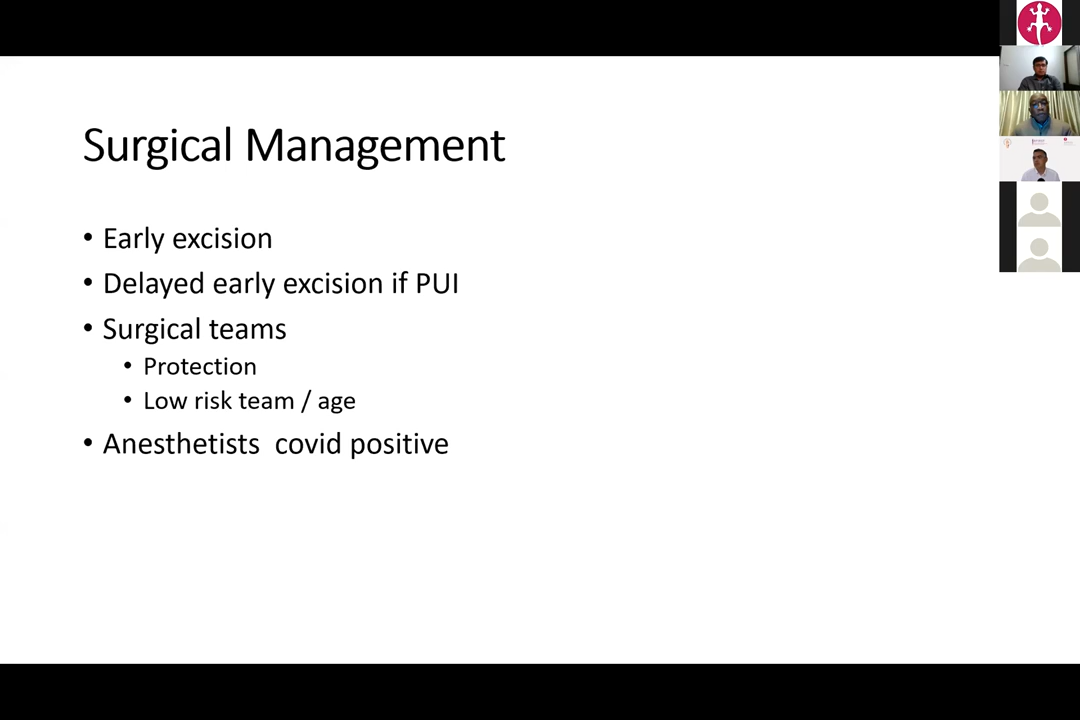 Surgical Management
• Early excision
• Delayed early excision if PUI
• Surgical teams
• Protection
• Low risk team / age
• Anesthetists  covid positive